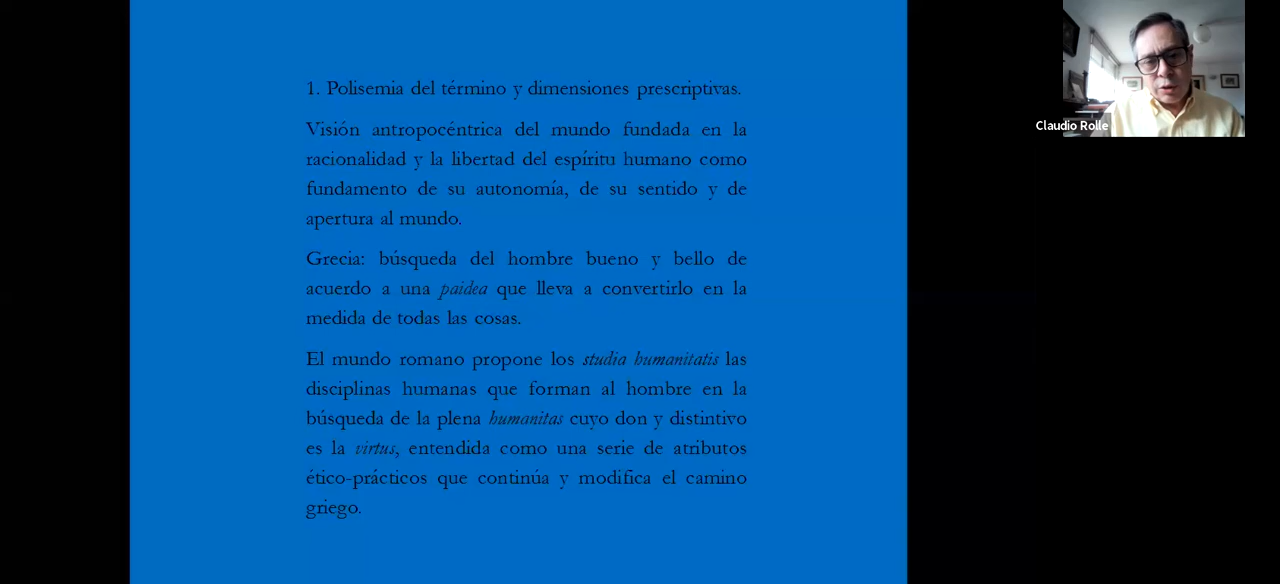 1. Polisemia del término y dimensiones prescriptivas.
Visión antropocéntrica del mundo fundada en la
racionalidad y la libertad del espíritu humano como
fundamento de su autonomía, de su sentido y de
apertura al mundo.
Grecia: búsqueda del hombre bueno y bello de
acuerdo a una paidea que lleva a convertirlo en la
medida de todas las cosas.
El mundo romano propone los studia humanitatis las
disciplinas humanas que forman al hombre en la
búsqueda de la plena humanitas cuyo don y distintivo
es la virtus, entendida como una serie de atributos
ético-prácticos que continúa y modifica el camino
griego.
Claudio Rolle